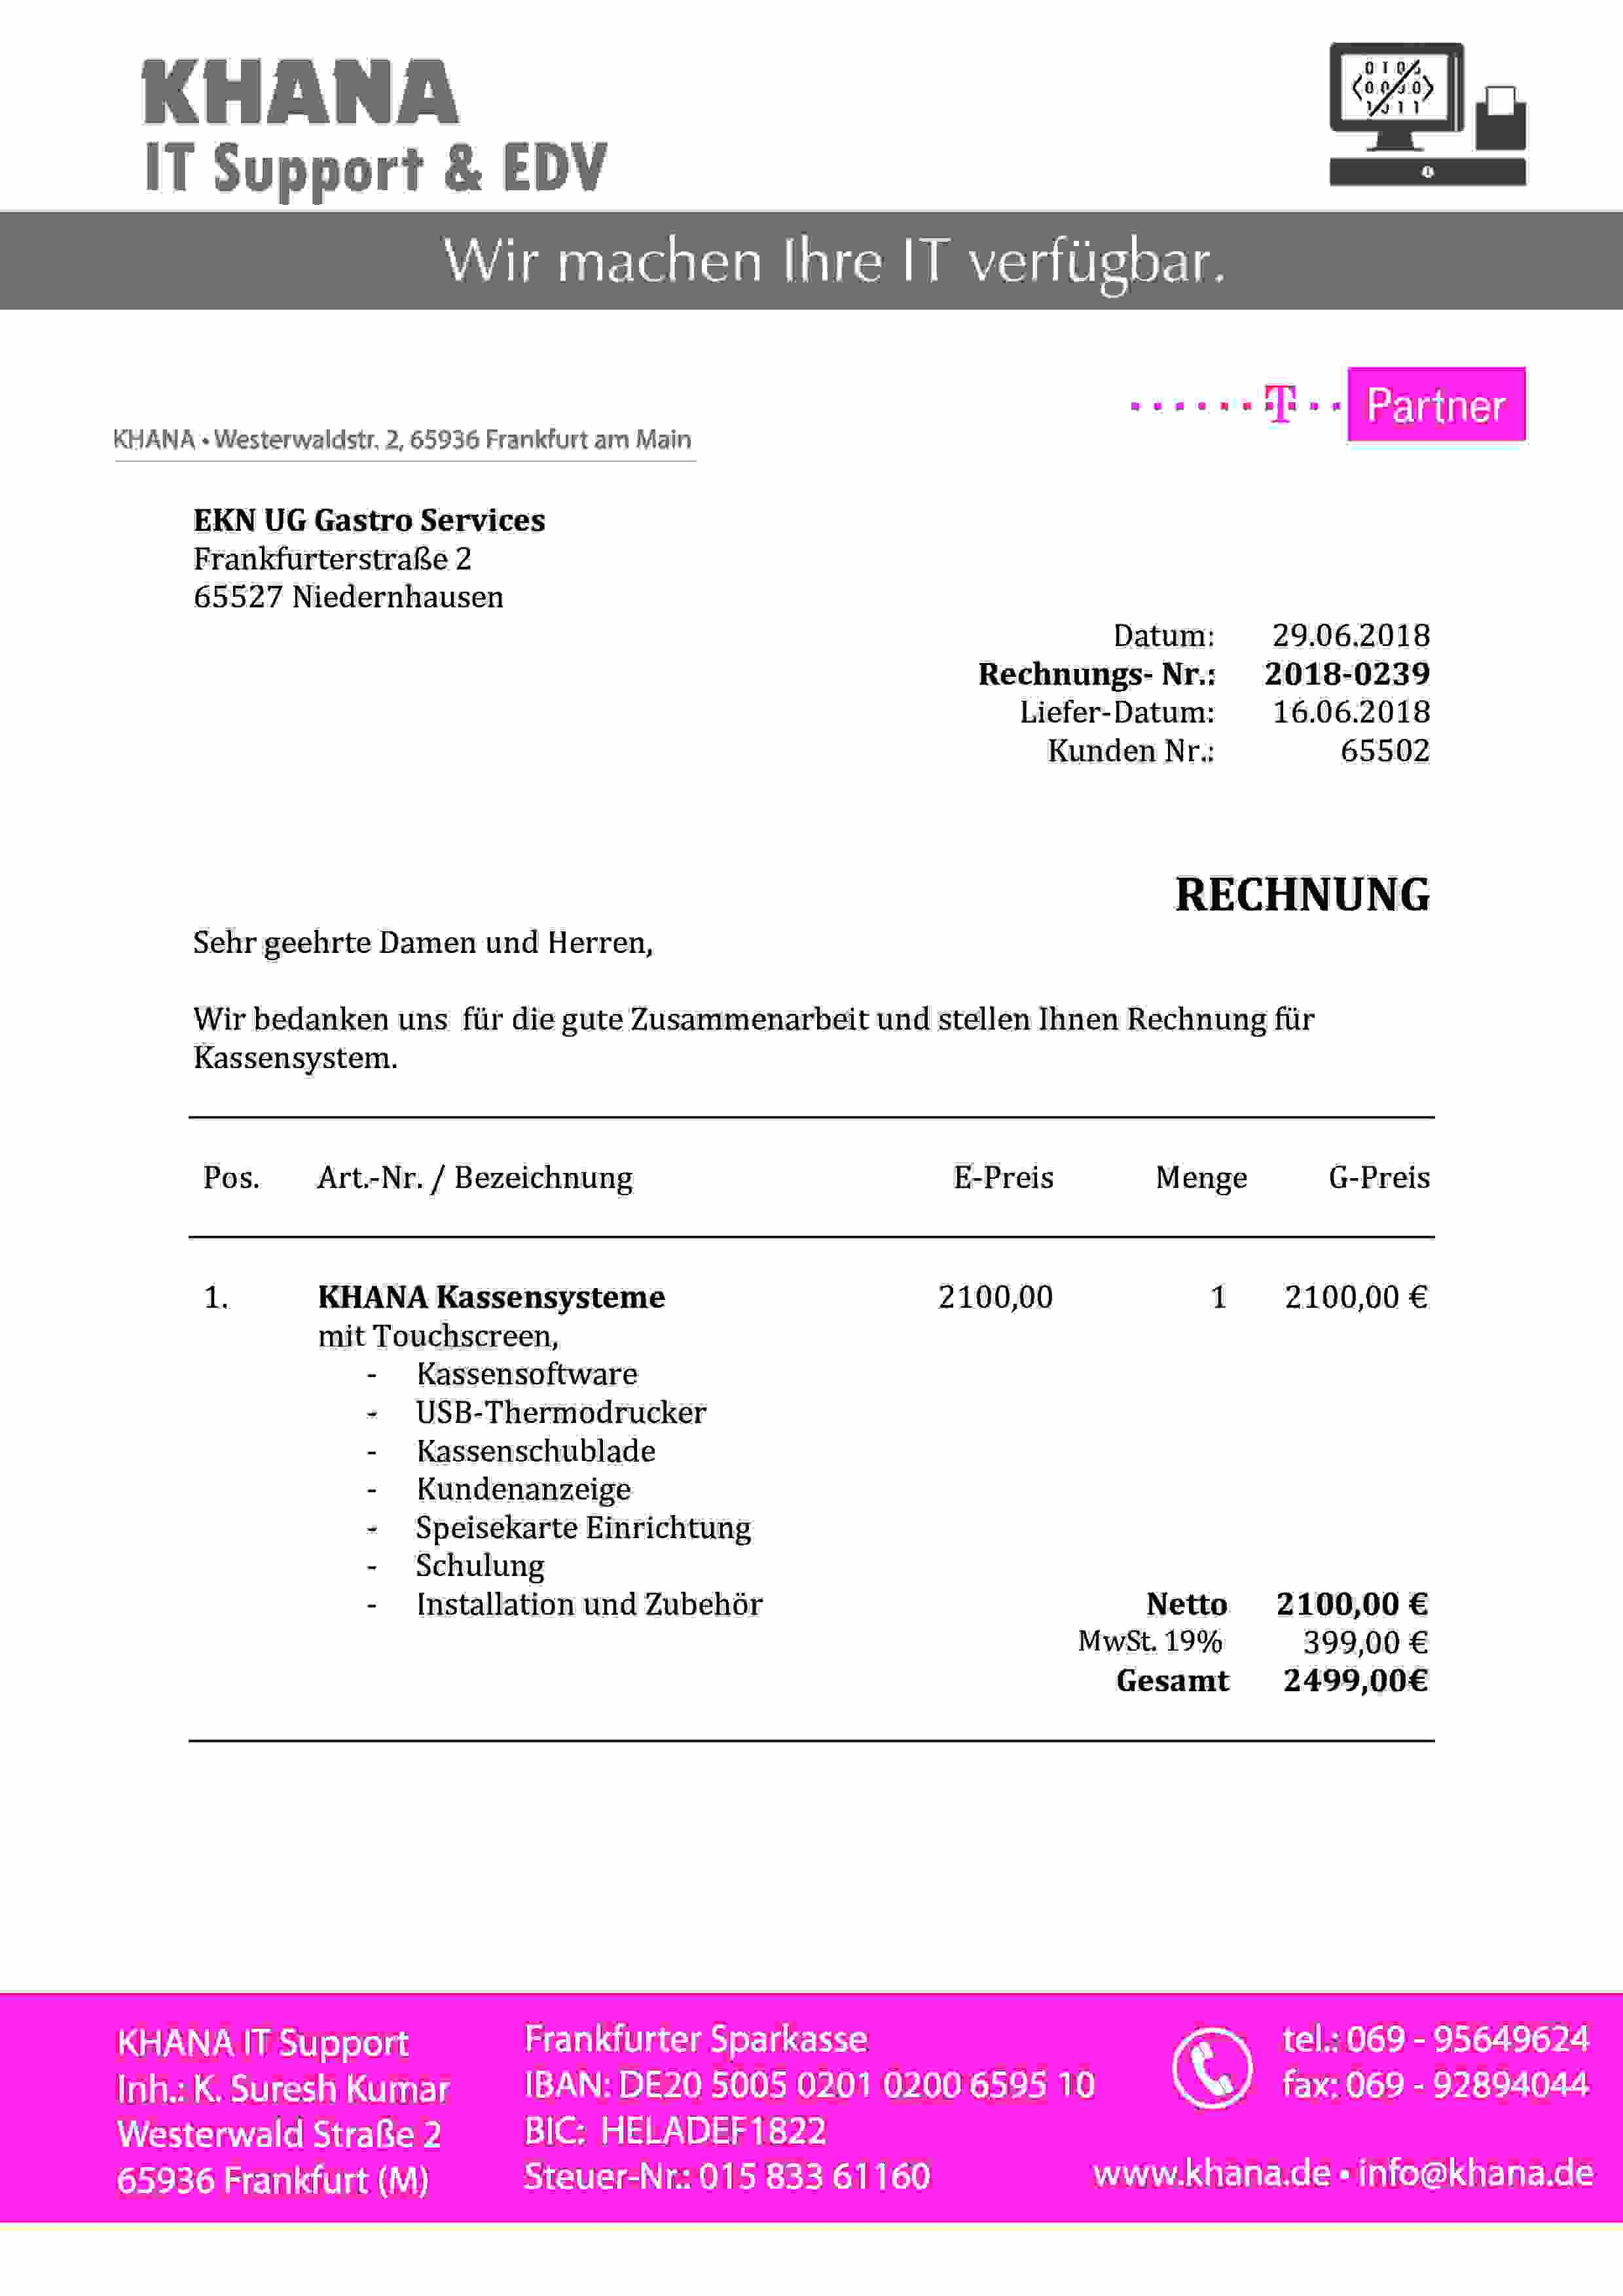 KHANA
IT Support & EDV
Wir machen Ihre IT verfügbar.
T Partner
KHANA • Westerwaldstr. 2, 65936 Frankfurt am Main
EKN UG Gastro Services
Frankfurterstraße 2
65527 Niedernhausen
Datum: 29.06.2018
Rechnungs- Nr.: 2018-0239
Liefer-Datum: 16.06.2018
Kunden Nr.: 65502
RECHNUNG
Sehr geehrte Damen und Herren,
Wir bedanken uns für die gute Zusammenarbeit und stellen Ihnen Rechnung für
Kassensystem.
Pos. Art.-Nr. / Bezeichnung E-Preis Menge G-Preis
1. KHANA Kassensysteme 2100,00 1 2100,00 €
mit Touchscreen,
- Kassensoftware
- USB-Thermodrucker
- Kassenschublade
- Kundenanzeige
- Speisekarte Einrichtung
- Schulung
- Installation und Zubehör Netto 2100,00 €
MwSt. 19% 399,00 €
Gesamt 2499,00€
KHANA IT Support
Inh.: K. Suresh Kumar
Westerwald Straße 2
65936 Frankfurt (M)
Frankfurter Sparkasse
IBAN: DE20 5005 0201 0200 6595 10
BIC: HELADEF1822
Steuer-Nr.: 015 833 61160
tel.: 069 - 95649624
fax: 069 - 92894044
www.khana.de • info@khana.de